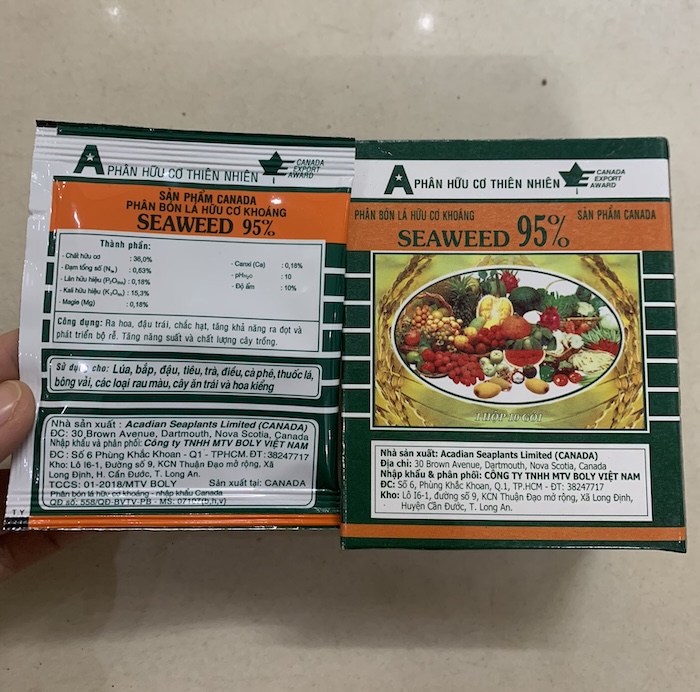 A PHÂN HỮU CƠ THIÊN NHIÊN
CANADA
EXPORT
AWARD
SẢN PHẨM CANADA
PHÂN BÓN LÁ HỮU CƠ KHOÁNG
SEAWEED 95%
Thành phần:
- Chất hữu cơ : 36,0%
- Đạm tổng số (Nts) : 0,63%
- Lân hữu hiệu (P2O5hh) : 0,18%
- Kali hữu hiệu (K2Ohh) : 15,3%
- Magie (Mg) : 0,18%
- Canxi (Ca) : 0,18%
- pHH2O : 10
- Độ ẩm : 10%
Công dụng: Ra hoa, đậu trái, chắc hạt, tăng khả năng ra đọt và
phát triển bộ rễ. Tăng năng suất và chất lượng cây trồng.
Sử dụng cho: Lúa, bắp, đậu, tiêu, trà, điều, cà phê, thuốc lá,
bông vải, các loại rau màu, cây ăn trái và hoa kiểng
Nhà sản xuất : Acadian Seaplants Limited (CANADA)
ĐC: 30 Brown Avenue, Dartmouth, Nova Scotia, Canada
Nhập khẩu và phân phối: Công ty TNHH MTV BOLY VIỆT NAM
ĐC : Số 6 Phùng Khắc Khoan - Q1 - TPHCM. ĐT:38247717
Kho: Lô I6-1, đường số 9, KCN Thuận Đạo mở rộng, Xã
Long Định, H. Cần Đước, T. Long An.
TCCS: 01-2018/MTV BOLY Sản xuất tại: CANADA
Phân bón lá hữu cơ khoáng - nhập khẩu Canada
QĐ số: 558/QĐ-BVTV-PB - MS: 07107(5,h,v)
T.Y
A PHÂN HỮU CƠ THIÊN NHIÊN
CANADA
EXPORT
AWARD
PHÂN BÓN LÁ HỮU CƠ KHOÁNG SẢN PHẨM CANADA
SEAWEED 95%
1 HỘP 10 GÓI
Nhà sản xuất: Acadian Seaplants Limited (CANADA)
Địa chỉ: 30 Brown Avenue, Dartmouth, Nova Scotia, Canada
Nhập khẩu & phân phối: CÔNG TY TNHH MTV BOLY VIỆT NAM
ĐC: Số 6, Phùng Khắc Khoan, Q.1, TP.HCM - ĐT: 38247717
Kho: Lô I6-1, đường số 9, KCN Thuận Đạo mở rộng, Xã Long Định,
Huyện Cần Đước, T. Long An.